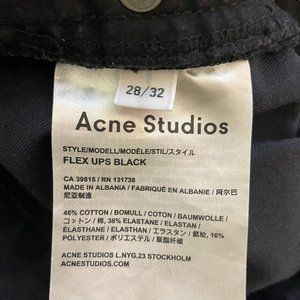 28/32
Acne Studios
STYLE/MODELL/MODÈLE/STIL/スタイル
FLEX UPS BLACK
CA 39815 / RN 131738
MADE IN ALBANIA / FABRIQUÉ EN ALBANIE / 阿尔巴
尼亚制造
46% COTTON / BOMULL / COTON / BAUMWOLLE /
コットン / 棉, 38% ELASTANE / ELASTAN /
ÉLASTHANE / ELASTHAN / エラスタン / 氨纶, 16%
POLYESTER / ポリエステル / 聚酯纤维
ACNE STUDIOS L.NYG.23 STOCKHOLM
ACNESTUDIOS.COM